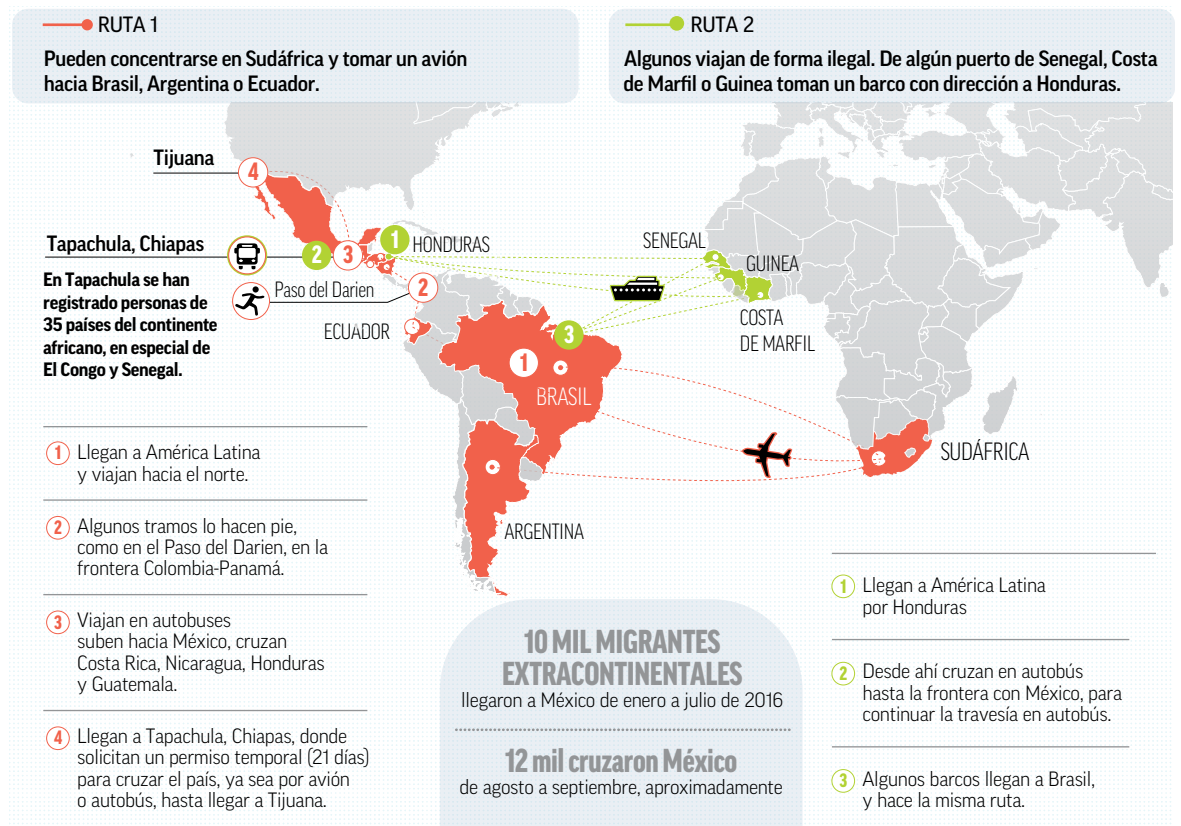 RUTA 1
Pueden concentrarse en Sudáfrica y tomar un avión
hacia Brasil, Argentina o Ecuador.
RUTA 2
Algunos viajan de forma ilegal. De algún puerto de Senegal, Costa
de Marfil o Guinea toman un barco con dirección a Honduras.
Tijuana
4
Tapachula, Chiapas
2
3
1
HONDURAS
En Tapachula se han
registrado personas de
35 países del continente
africano, en especial de
El Congo y Senegal.
Paso del Darien
2
ECUADOR
SENEGAL
GUINEA
COSTA
DE MARFIL
3
1
BRASIL
SUDÁFRICA
ARGENTINA
1 Llegan a América Latina
y viajan hacia el norte.
2 Algunos tramos lo hacen pie,
como en el Paso del Darien, en la
frontera Colombia-Panamá.
3 Viajan en autobuses
suben hacia México, cruzan
Costa Rica, Nicaragua, Honduras
y Guatemala.
4 Llegan a Tapachula, Chiapas, donde
solicitan un permiso temporal (21 días)
para cruzar el país, ya sea por avión
o autobús, hasta llegar a Tijuana.
10 MIL MIGRANTES
EXTRACONTINENTALES
llegaron a México de enero a julio de 2016
12 mil cruzaron México
de agosto a septiembre, aproximadamente
1 Llegan a América Latina
por Honduras
2 Desde ahí cruzan en autobús
hasta la frontera con México, para
continuar la travesía en autobús.
3 Algunos barcos llegan a Brasil,
y hace la misma ruta.